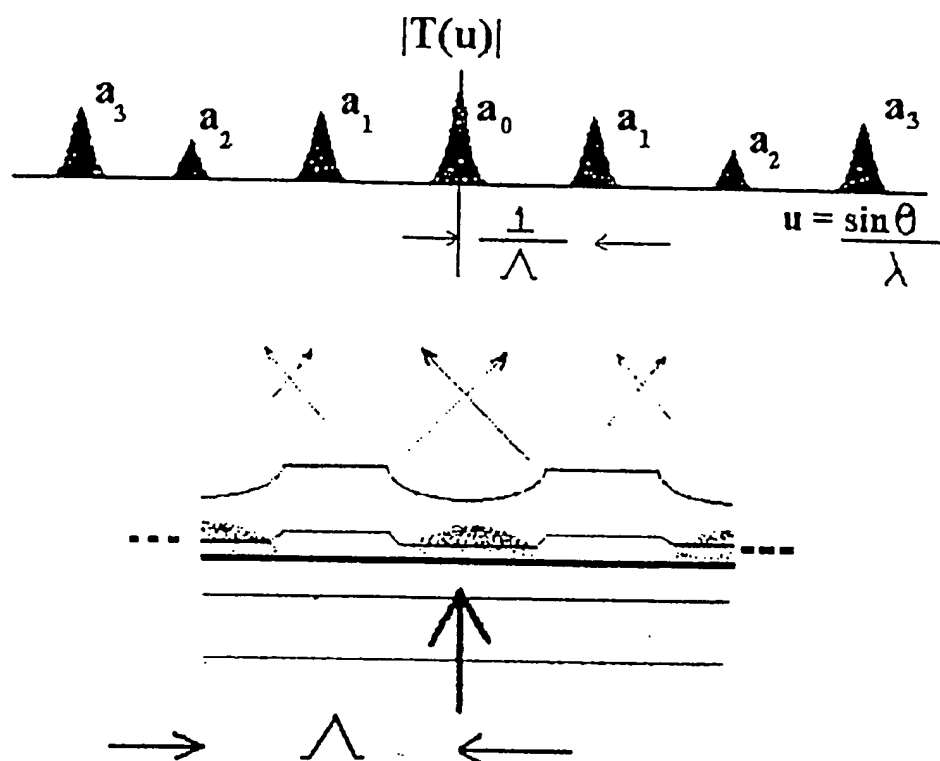 |T(u)|
a₃ a₂ a₁ a₀ a₁ a₂ a₃
1/Λ u = sin θ/λ
Λ